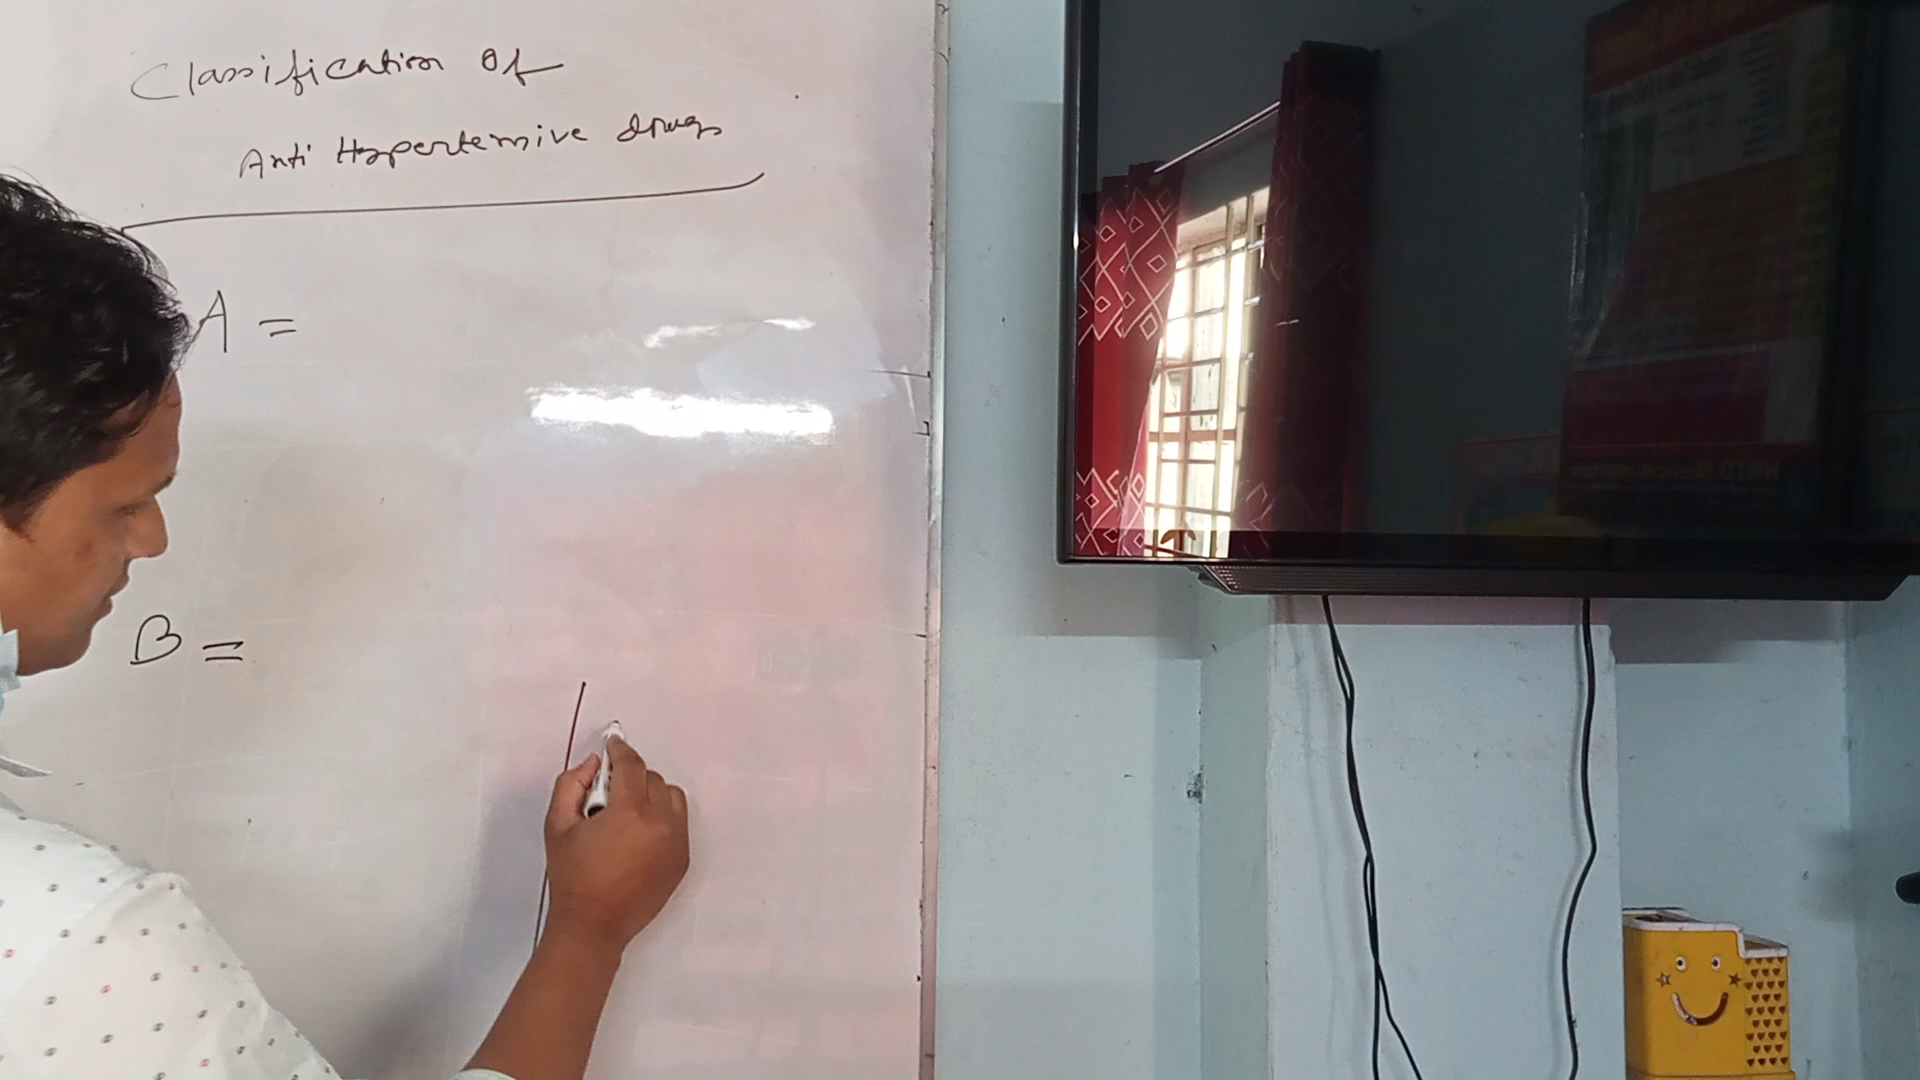 Classification Of
Anti Hypertensive drugs
A =
B =